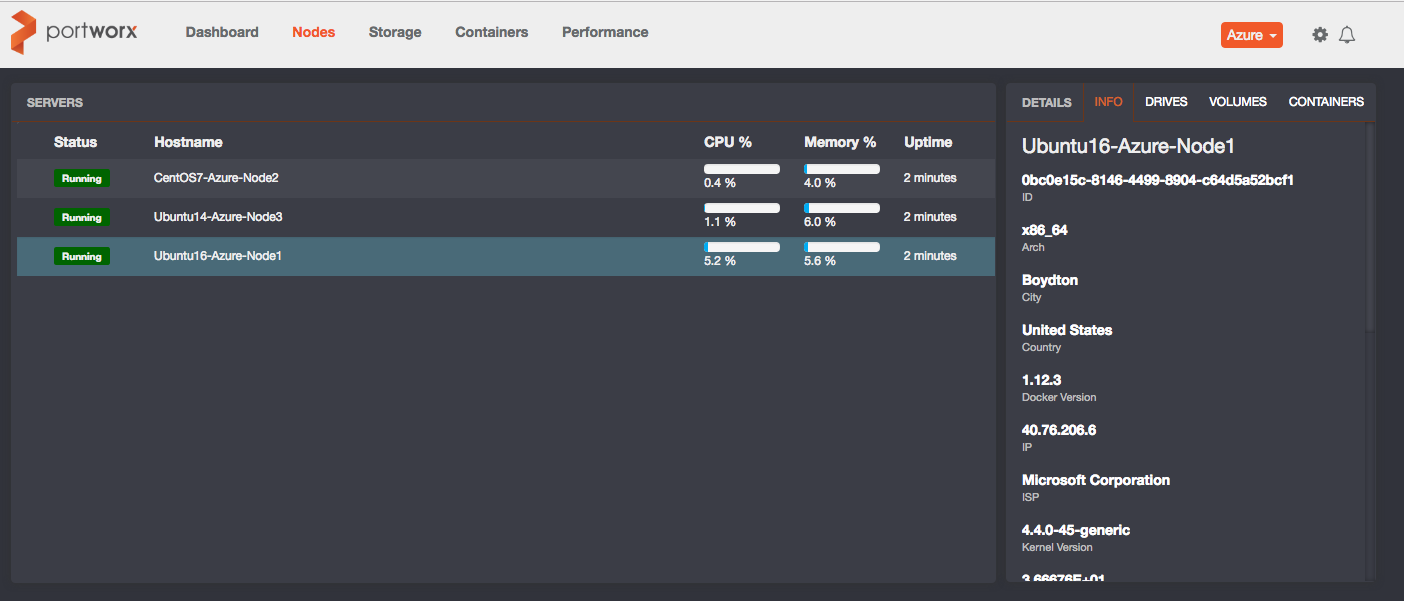 portworx Dashboard Nodes Storage Containers Performance Azure
SERVERS
Status Hostname CPU % Memory % Uptime
Running CentOS7-Azure-Node2 0.4 % 4.0 % 2 minutes
Running Ubuntu14-Azure-Node3 1.1 % 6.0 % 2 minutes
Running Ubuntu16-Azure-Node1 5.2 % 5.6 % 2 minutes
DETAILS INFO DRIVES VOLUMES CONTAINERS
Ubuntu16-Azure-Node1
0bc0e15c-8146-4499-8904-c64d5a52bcf1
ID
x86_64
Arch
Boydton
City
United States
Country
1.12.3
Docker Version
40.76.206.6
IP
Microsoft Corporation
ISP
4.4.0-45-generic
Kernel Version
3.66676E+01